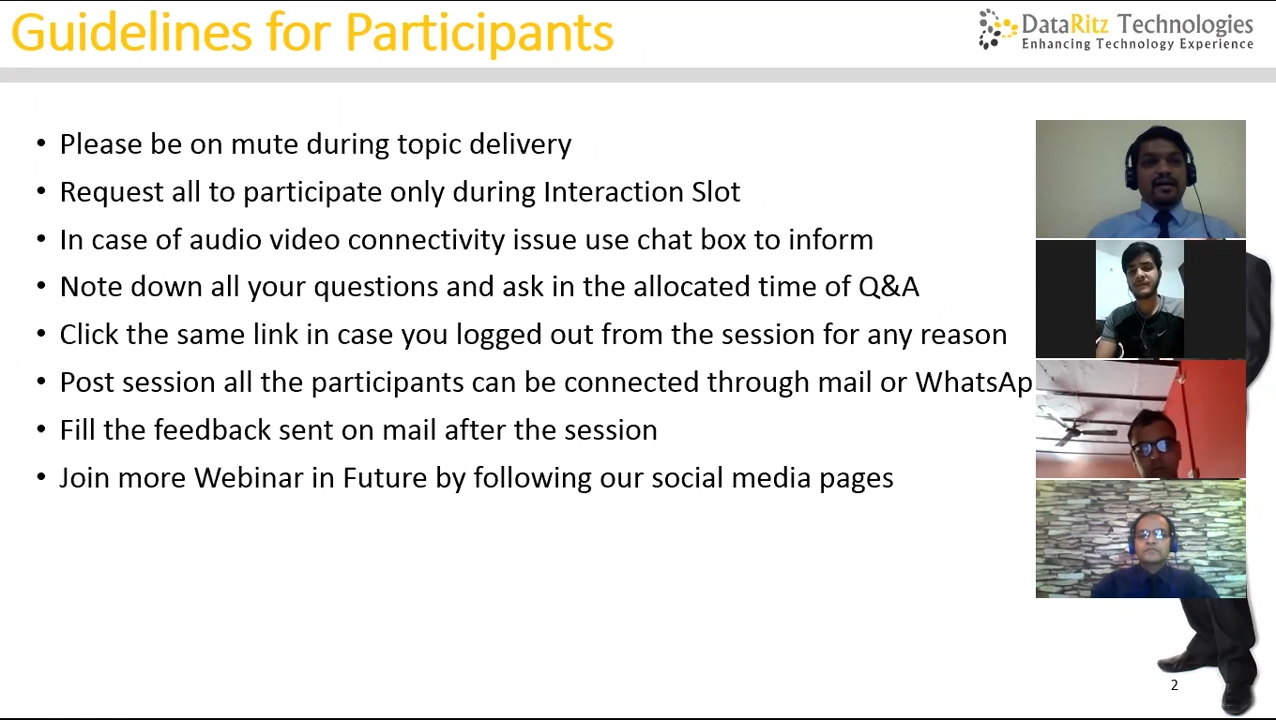 Guidelines for Participants
DataRitz Technologies
Enhancing Technology Experience
• Please be on mute during topic delivery
• Request all to participate only during Interaction Slot
• In case of audio video connectivity issue use chat box to inform
• Note down all your questions and ask in the allocated time of Q&A
• Click the same link in case you logged out from the session for any reason
• Post session all the participants can be connected through mail or WhatsAp
• Fill the feedback sent on mail after the session
• Join more Webinar in Future by following our social media pages
2